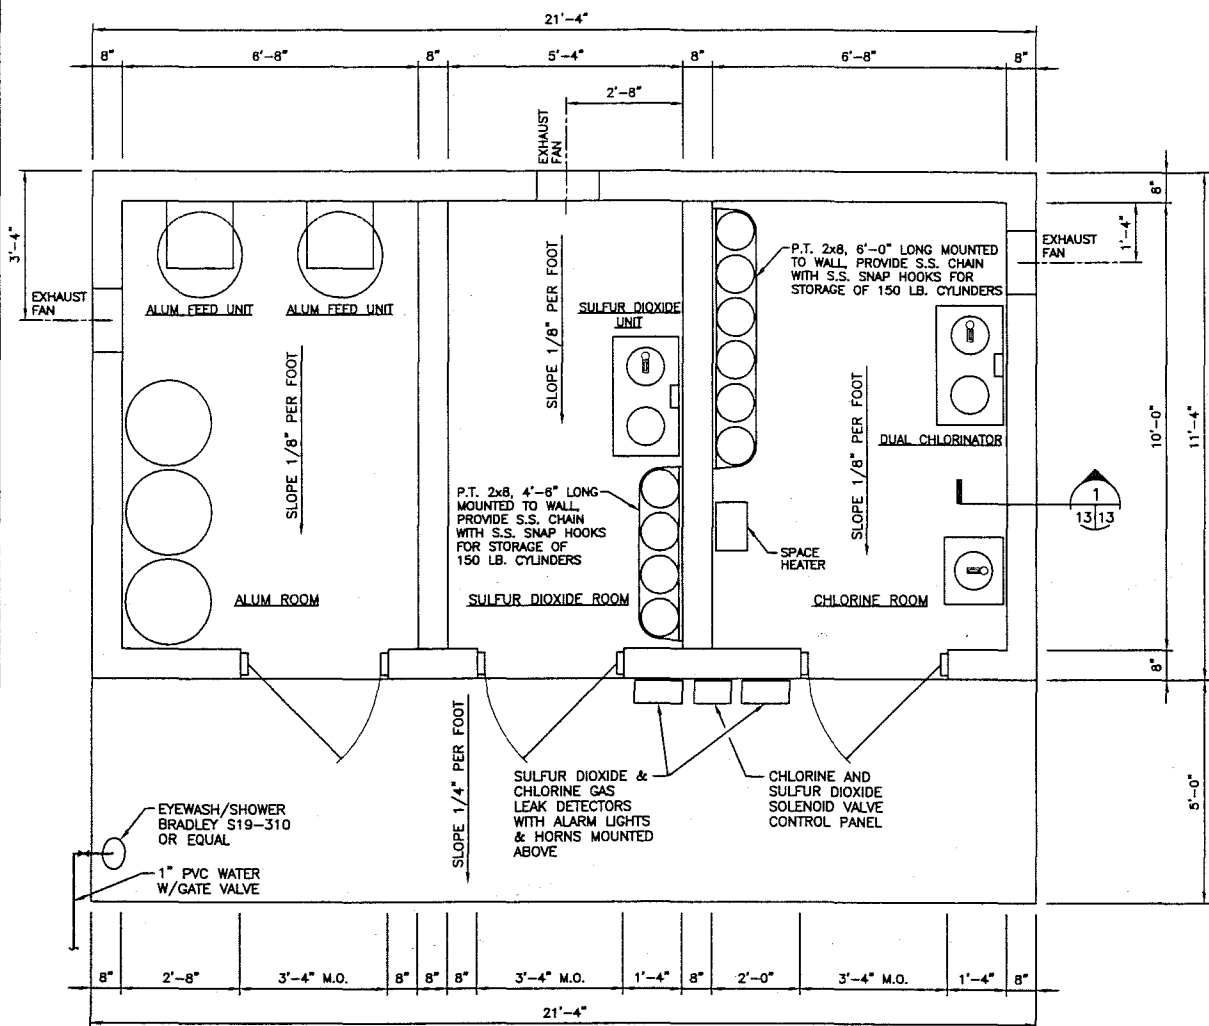 21'-4"
8"
6'-8"
8"
5'-4"
8"
6'-8"
8"
2'-8"
EXHAUST
FAN
8"
3'-4"
1'-4"
EXHAUST
FAN
EXHAUST
FAN
P.T. 2x8, 6'-0" LONG MOUNTED
TO WALL, PROVIDE S.S. CHAIN
WITH S.S. SNAP HOOKS FOR
STORAGE OF 150 LB. CYLINDERS
ALUM FEED UNIT
ALUM FEED UNIT
SULFUR DIOXIDE
UNIT
SLOPE 1/8" PER FOOT
SLOPE 1/8" PER FOOT
SLOPE 1/8" PER FOOT
DUAL CHLORINATOR
10'-0"
11'-4"
P.T. 2x8, 4'-6" LONG
MOUNTED TO WALL,
PROVIDE S.S. CHAIN
WITH S.S. SNAP HOOKS
FOR STORAGE OF
150 LB. CYLINDERS
1
13 13
SPACE
HEATER
ALUM ROOM
SULFUR DIOXIDE ROOM
CHLORINE ROOM
8"
SLOPE 1/4" PER FOOT
SULFUR DIOXIDE &
CHLORINE GAS
LEAK DETECTORS
WITH ALARM LIGHTS
& HORNS MOUNTED
ABOVE
CHLORINE AND
SULFUR DIOXIDE
SOLENOID VALVE
CONTROL PANEL
5'-0"
EYEWASH/SHOWER
BRADLEY S19-310
OR EQUAL
1" PVC WATER
W/GATE VALVE
8"
2'-8"
3'-4" M.O.
8"
8"
8"
3'-4" M.O.
1'-4"
8"
2'-0"
3'-4" M.O.
1'-4"
8"
21'-4"